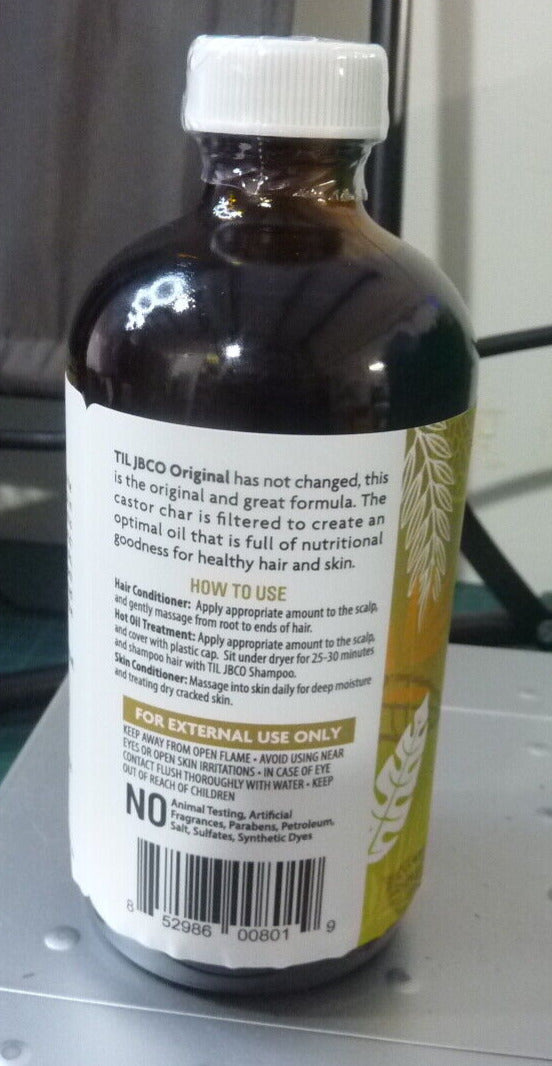 TIL JBCO Original has not changed, this
is the original and great formula. The
castor char is filtered to create an
optimal oil that is full of nutritional
goodness for healthy hair and skin.
HOW TO USE
Hair Conditioner: Apply appropriate amount to the scalp,
and gently massage from root to ends of hair.
Hot Oil Treatment: Apply appropriate amount to the scalp,
and cover with plastic cap. Sit under dryer for 25-30 minutes
and shampoo hair with TIL JBCO Shampoo.
Skin Conditioner: Massage into skin daily for deep moisture
and treating dry cracked skin.
FOR EXTERNAL USE ONLY
KEEP AWAY FROM OPEN FLAME • AVOID USING NEAR
EYES OR OPEN SKIN IRRITATIONS • IN CASE OF EYE
CONTACT FLUSH THOROUGHLY WITH WATER • KEEP
OUT OF REACH OF CHILDREN
NO Animal Testing, Artificial
Fragrances, Parabens, Petroleum,
Salt, Sulfates, Synthetic Dyes
8 52986 00801 9